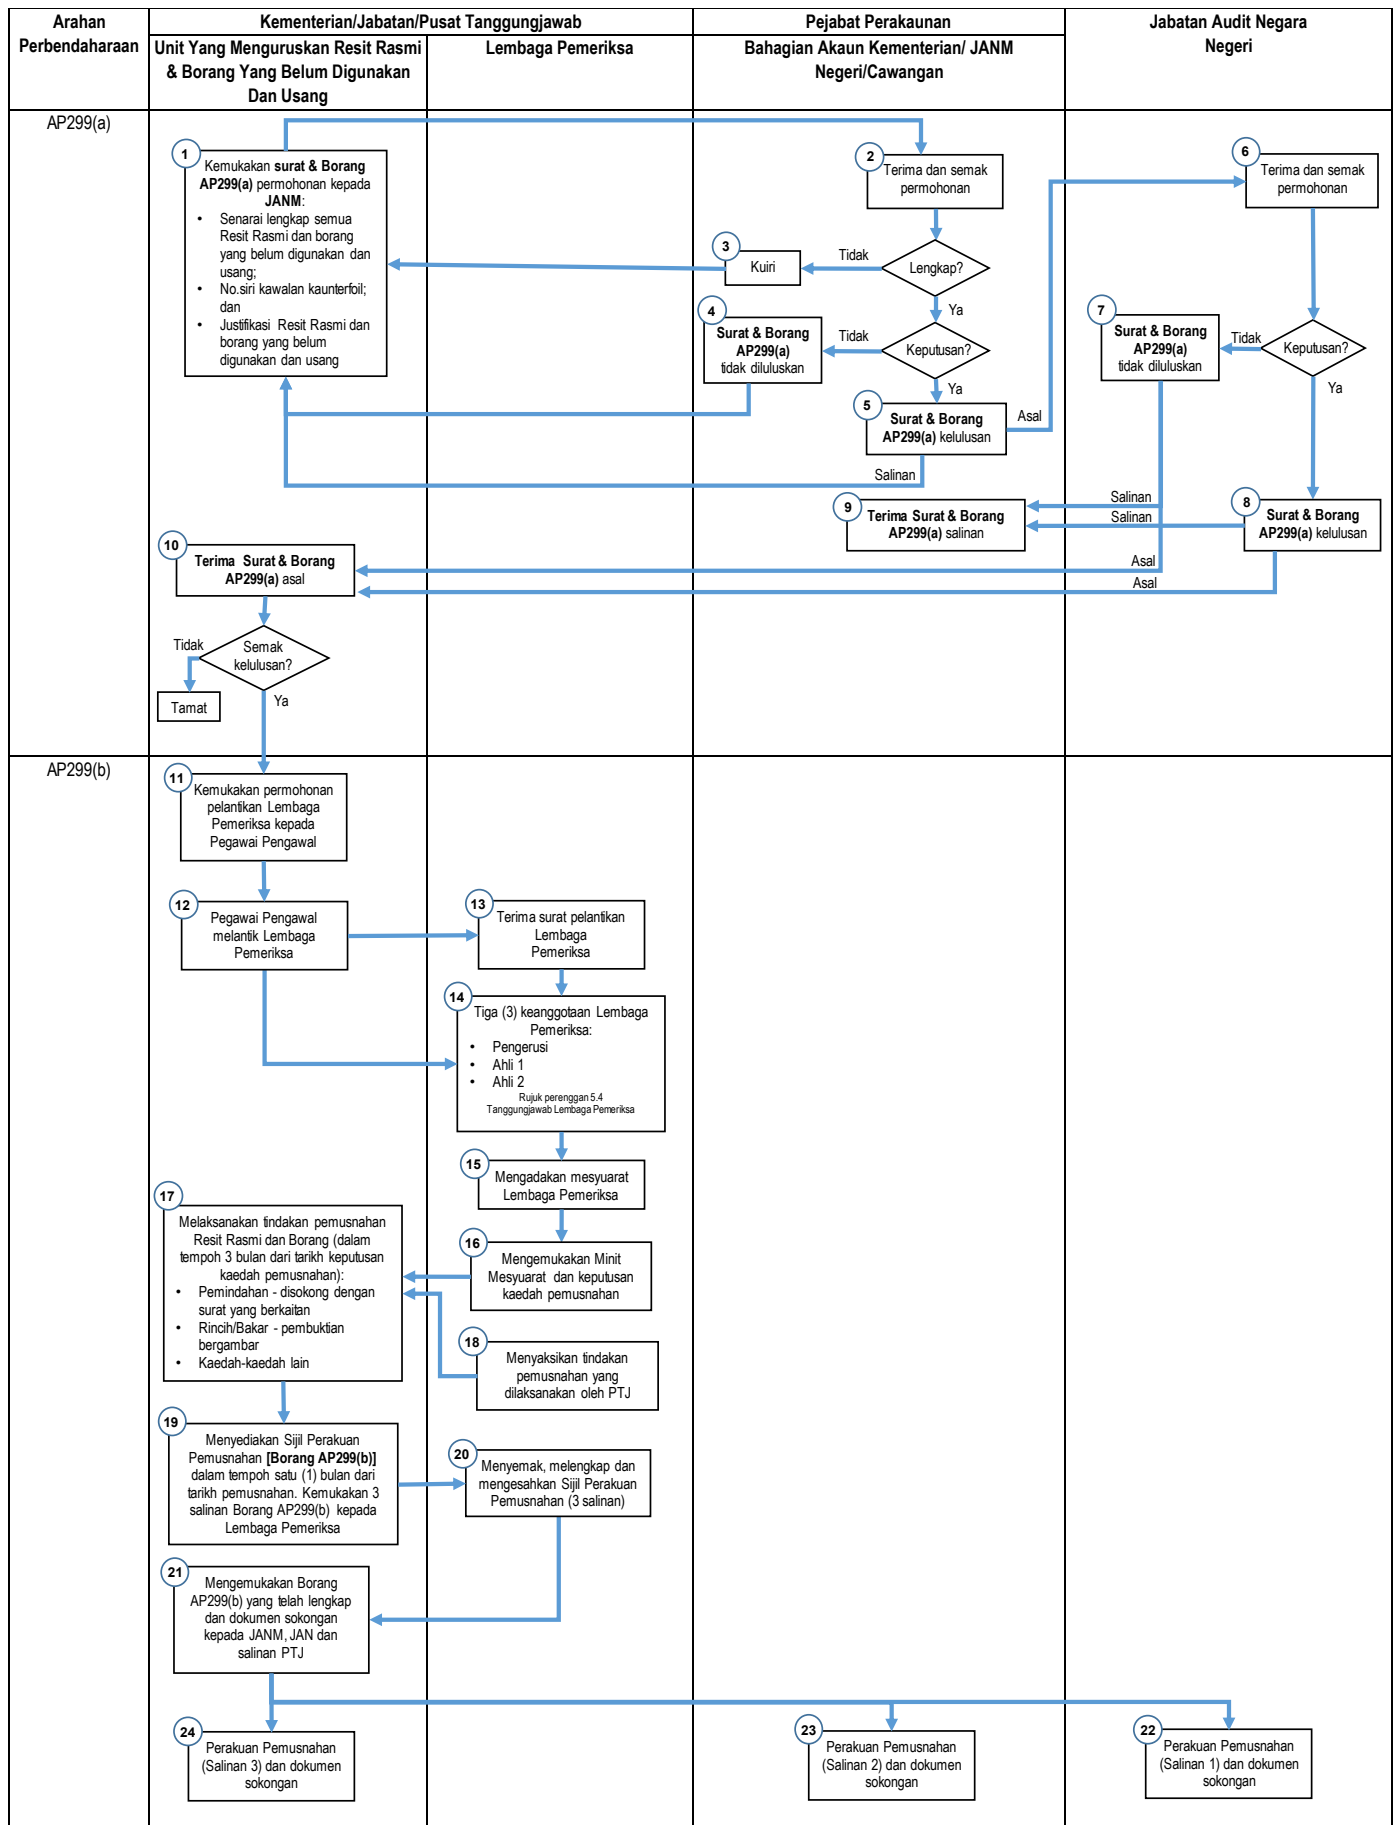 Arahan
Perbendaharaan
Kementerian/Jabatan/Pusat Tanggungjawab
Pejabat Perakaunan
Jabatan Audit Negara
Negeri
Unit Yang Menguruskan Resit Rasmi
& Borang Yang Belum Digunakan
Dan Usang
Lembaga Pemeriksa
Bahagian Akaun Kementerian/ JANM
Negeri/Cawangan
AP299(a)
1
Kemukakan surat & Borang
AP299(a) permohonan kepada
JANM:
• Senarai lengkap semua
Resit Rasmi dan borang
yang belum digunakan dan
usang;
• No.siri kawalan kaunterfoil;
dan
• Justifikasi Resit Rasmi dan
borang yang belum
digunakan dan usang
2
Terima dan semak
permohonan
Lengkap?
Tidak
3
Kuiri
Ya
Keputusan?
Tidak
4
Surat & Borang
AP299(a)
tidak diluluskan
Ya
5
Surat & Borang
AP299(a) kelulusan
Asal
Salinan
6
Terima dan semak
permohonan
Keputusan?
Tidak
7
Surat & Borang
AP299(a)
tidak diluluskan
Ya
8
Surat & Borang
AP299(a) kelulusan
Salinan
Salinan
9
Terima Surat & Borang
AP299(a) salinan
Asal
Asal
10
Terima Surat & Borang
AP299(a) asal
Semak
kelulusan?
Tidak
Tamat
Ya
AP299(b)
11
Kemukakan permohonan
pelantikan Lembaga
Pemeriksa kepada
Pegawai Pengawal
12
Pegawai Pengawal
melantik Lembaga
Pemeriksa
13
Terima surat pelantikan
Lembaga
Pemeriksa
14
Tiga (3) keanggotaan Lembaga
Pemeriksa:
• Pengerusi
• Ahli 1
• Ahli 2
Rujuk perenggan 5.4
Tanggungjawab Lembaga Pemeriksa
15
Mengadakan mesyuarat
Lembaga Pemeriksa
16
Mengemukakan Minit
Mesyuarat dan keputusan
kaedah pemusnahan
17
Melaksanakan tindakan pemusnahan
Resit Rasmi dan Borang (dalam
tempoh 3 bulan dari tarikh keputusan
kaedah pemusnahan):
• Pemindahan - disokong dengan
surat yang berkaitan
• Rincih/Bakar - pembuktian
bergambar
• Kaedah-kaedah lain
18
Menyaksikan tindakan
pemusnahan yang
dilaksanakan oleh PTJ
19
Menyediakan Sijil Perakuan
Pemusnahan [Borang AP299(b)]
dalam tempoh satu (1) bulan dari
tarikh pemusnahan. Kemukakan 3
salinan Borang AP299(b) kepada
Lembaga Pemeriksa
20
Menyemak, melengkap dan
mengesahkan Sijil Perakuan
Pemusnahan (3 salinan)
21
Mengemukakan Borang
AP299(b) yang telah lengkap
dan dokumen sokongan
kepada JANM, JAN dan
salinan PTJ
24
Perakuan Pemusnahan
(Salinan 3) dan dokumen
sokongan
23
Perakuan Pemusnahan
(Salinan 2) dan dokumen
sokongan
22
Perakuan Pemusnahan
(Salinan 1) dan dokumen
sokongan